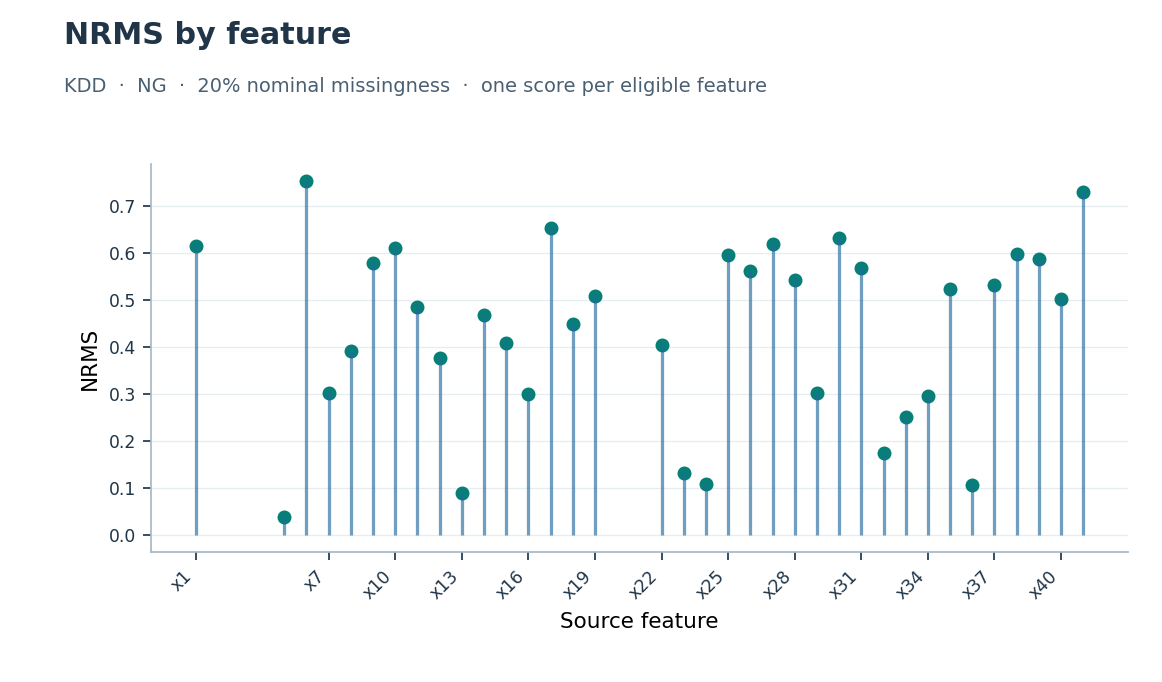 NRMS by feature
KDD · NG · 20% nominal missingness · one score per eligible feature
0.7
0.6
0.5
0.4
0.3
0.2
0.1
0.0
NRMS
x1 x7 x10 x13 x16 x19 x22 x25 x28 x31 x34 x37 x40
Source feature